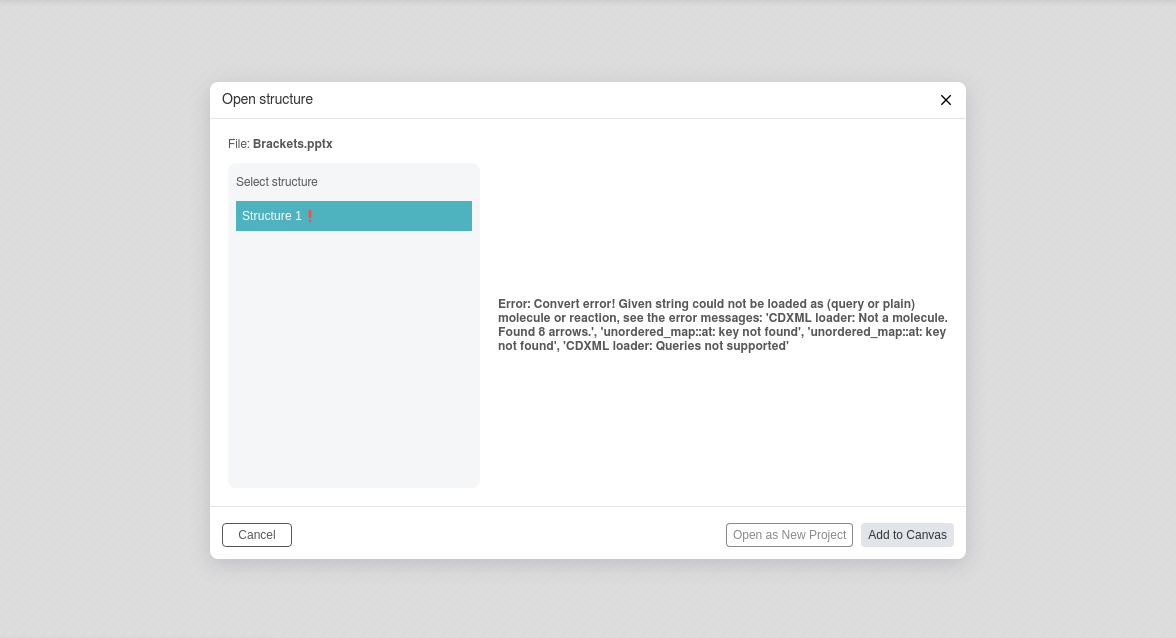 Open structure
File: Brackets.pptx
Select structure
Structure 1❗
Error: Convert error! Given string could not be loaded as (query or plain)
molecule or reaction, see the error messages: 'CDXML loader: Not a molecule.
Found 8 arrows.', 'unordered_map::at: key not found', 'unordered_map::at: key
not found', 'CDXML loader: Queries not supported'
Cancel
Open as New Project
Add to Canvas